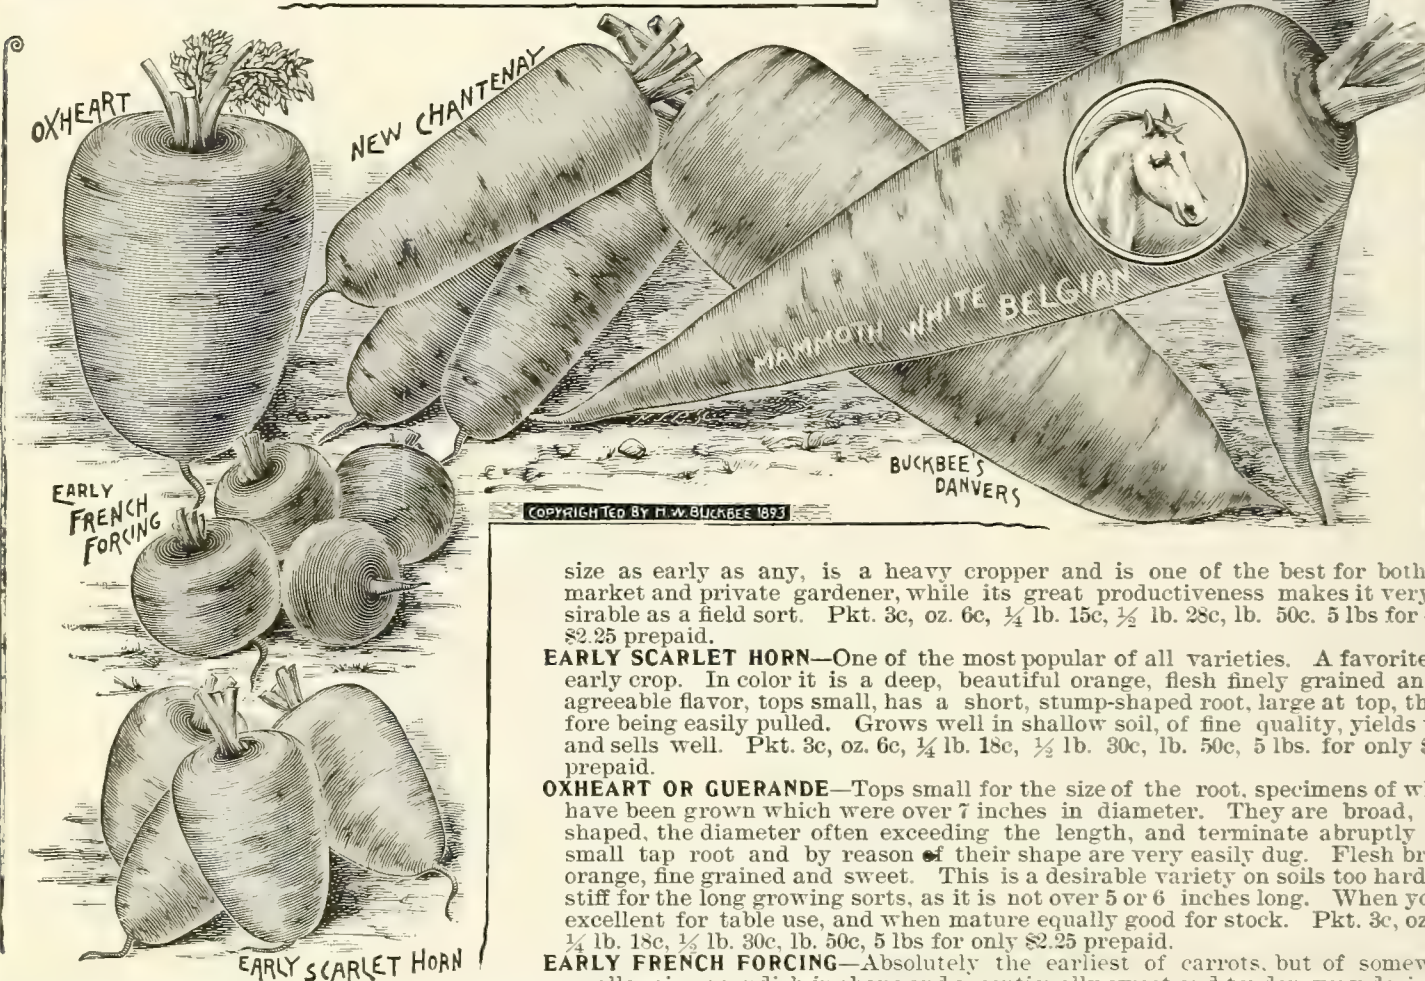 OXHEART
NEW CHANTENAY
MAMMOTH WHITE BELGIAN
BUCKBEE'S
DANVERS
EARLY
FRENCH
FORCING
COPYRIGHTED BY H.W.BUCKBEE 1893
EARLY SCARLET HORN
size as early as any, is a heavy cropper and is one of the best for both
market and private gardener, while its great productiveness makes it very
sirable as a field sort. Pkt. 3c, oz. 6c, ¼ lb. 15c, ½ lb. 28c, lb. 50c. 5 lbs for
$2.25 prepaid.
EARLY SCARLET HORN—One of the most popular of all varieties. A favorite
early crop. In color it is a deep, beautiful orange, flesh finely grained an
agreeable flavor, tops small, has a short, stump-shaped root, large at top, th
fore being easily pulled. Grows well in shallow soil, of fine quality, yields
and sells well. Pkt. 3c, oz. 6c, ¼ lb. 18c, ½ lb. 30c, lb. 50c, 5 lbs. for only
prepaid.
OXHEART OR GUERANDE—Tops small for the size of the root, specimens of w
have been grown which were over 7 inches in diameter. They are broad,
shaped, the diameter often exceeding the length, and terminate abruptly
small tap root and by reason of their shape are very easily dug. Flesh br
orange, fine grained and sweet. This is a desirable variety on soils too hard
stiff for the long growing sorts, as it is not over 5 or 6 inches long. When yo
excellent for table use, and when mature equally good for stock. Pkt. 3c, oz
¼ lb. 18c, ½ lb. 30c, lb. 50c, 5 lbs for only $2.25 prepaid.
EARLY FRENCH FORCING—Absolutely the earliest of carrots, but of somew